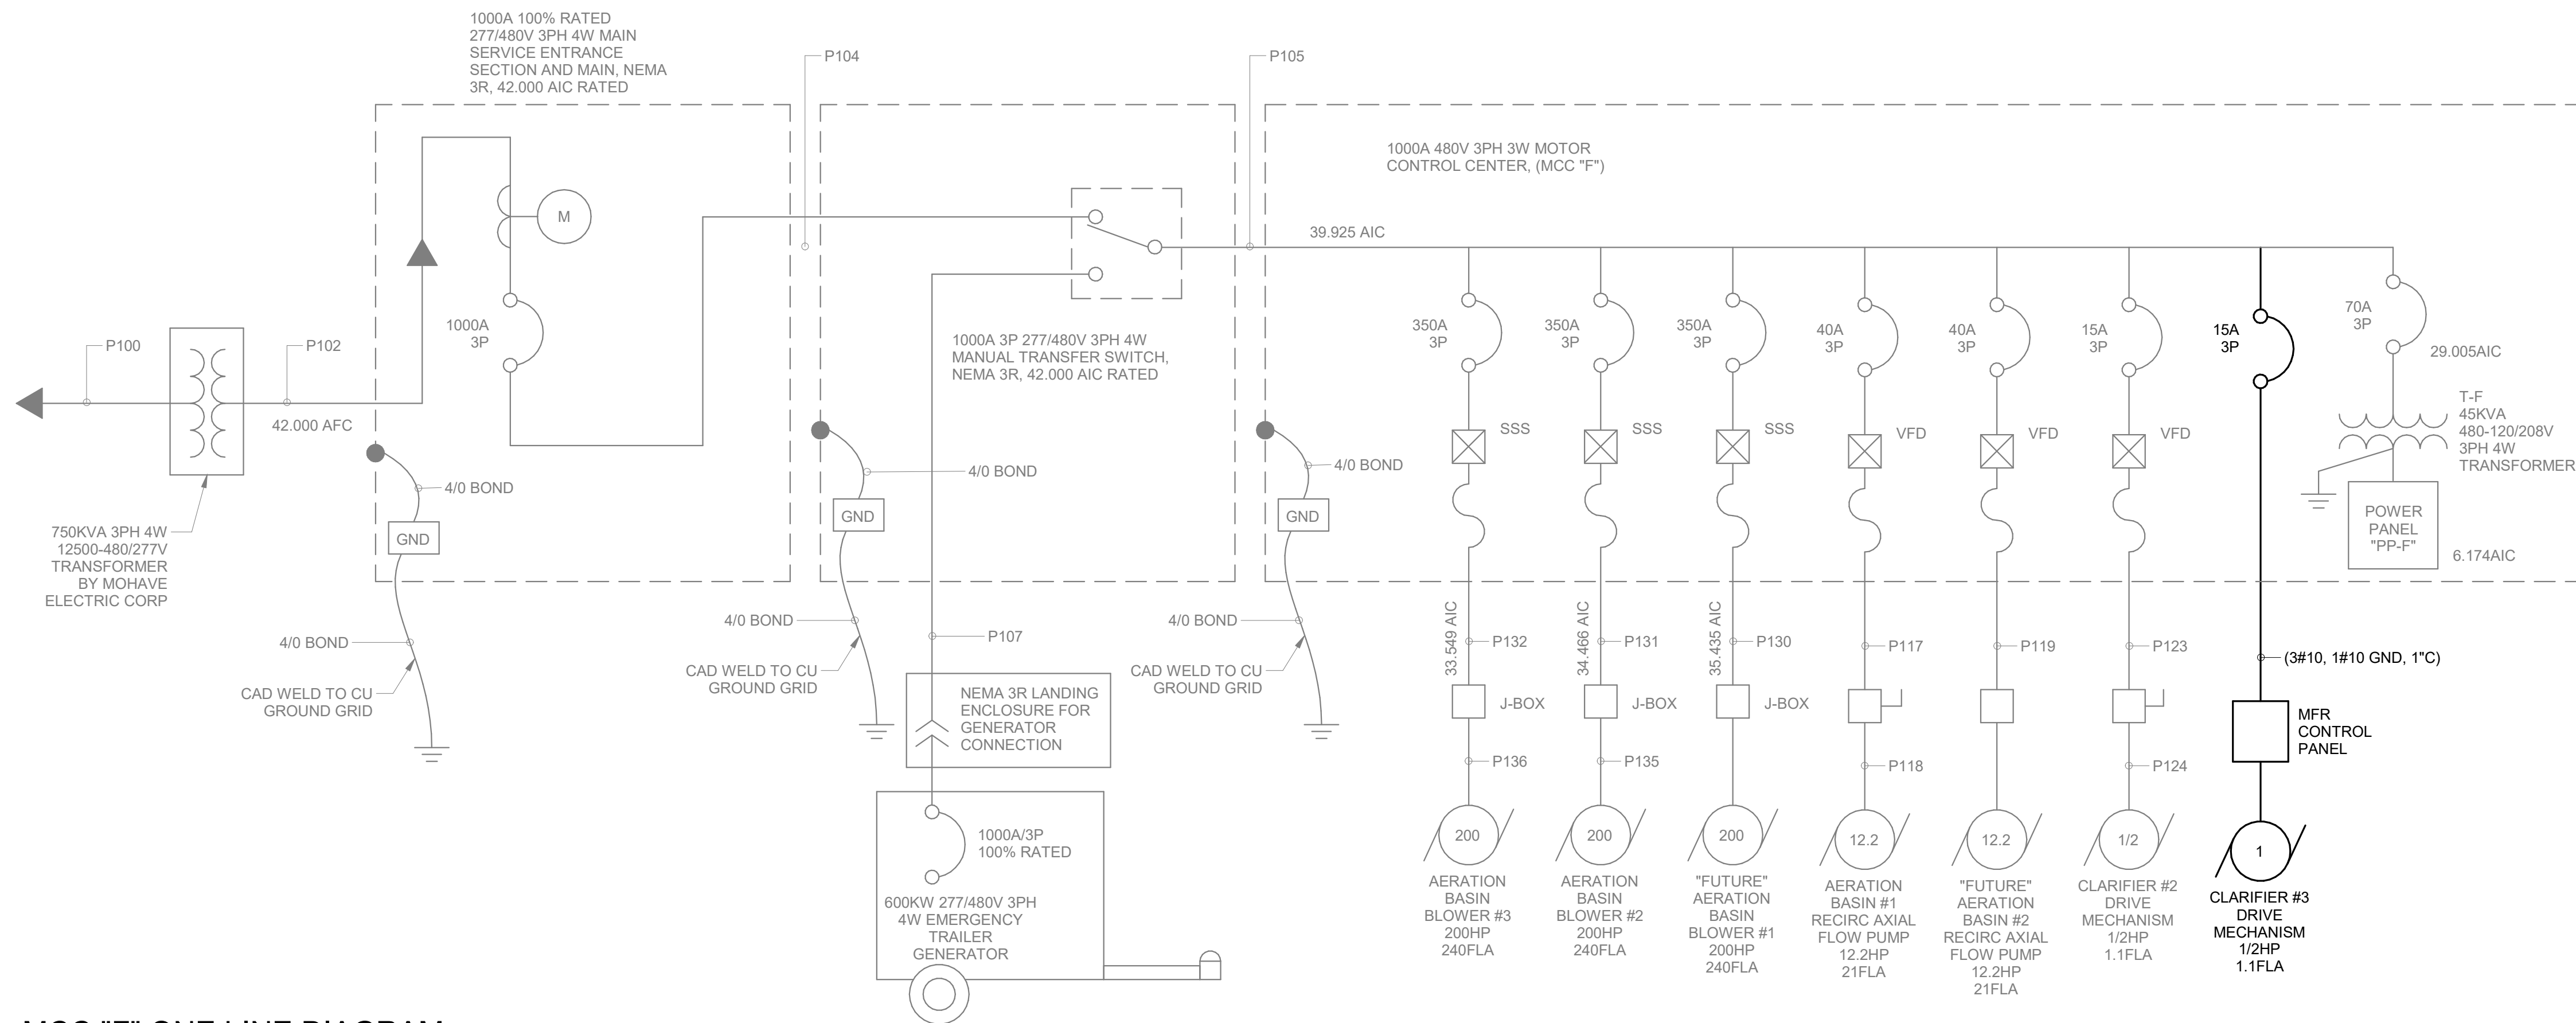 1000A 100% RATED
277/480V 3PH 4W MAIN
SERVICE ENTRANCE
SECTION AND MAIN, NEMA
3R, 42.000 AIC RATED
P104
P105
1000A 480V 3PH 3W MOTOR
CONTROL CENTER, (MCC "F")
M
39.925 AIC
1000A
3P
P100
P102
42.000 AFC
1000A 3P 277/480V 3PH 4W
MANUAL TRANSFER SWITCH,
NEMA 3R, 42.000 AIC RATED
350A
3P
350A
3P
350A
3P
40A
3P
40A
3P
15A
3P
15A
3P
70A
3P
29.005AIC
T-F
45KVA
480-120/208V
3PH 4W
TRANSFORMER
SSS
SSS
SSS
VFD
VFD
VFD
4/0 BOND
4/0 BOND
4/0 BOND
GND
GND
GND
POWER
PANEL
"PP-F"
6.174AIC
750KVA 3PH 4W
12500-480/277V
TRANSFORMER
BY MOHAVE
ELECTRIC CORP
4/0 BOND
CAD WELD TO CU
GROUND GRID
4/0 BOND
CAD WELD TO CU
GROUND GRID
P107
4/0 BOND
CAD WELD TO CU
GROUND GRID
33.549 AIC
P132
34.466 AIC
P131
35.435 AIC
P130
P117
P119
P123
(3#10, 1#10 GND, 1"C)
NEMA 3R LANDING
ENCLOSURE FOR
GENERATOR
CONNECTION
J-BOX
J-BOX
J-BOX
MFR
CONTROL
PANEL
P136
P135
P118
P124
1000A/3P
100% RATED
600KW 277/480V 3PH
4W EMERGENCY
TRAILER
GENERATOR
200
AERATION
BASIN
BLOWER #3
200HP
240FLA
200
AERATION
BASIN
BLOWER #2
200HP
240FLA
200
"FUTURE"
AERATION
BASIN
BLOWER #1
200HP
240FLA
12.2
AERATION
BASIN #1
RECIRC AXIAL
FLOW PUMP
12.2HP
21FLA
12.2
"FUTURE"
AERATION
BASIN #2
RECIRC AXIAL
FLOW PUMP
12.2HP
21FLA
1/2
CLARIFIER #2
DRIVE
MECHANISM
1/2HP
1.1FLA
1
CLARIFIER #3
DRIVE
MECHANISM
1/2HP
1.1FLA